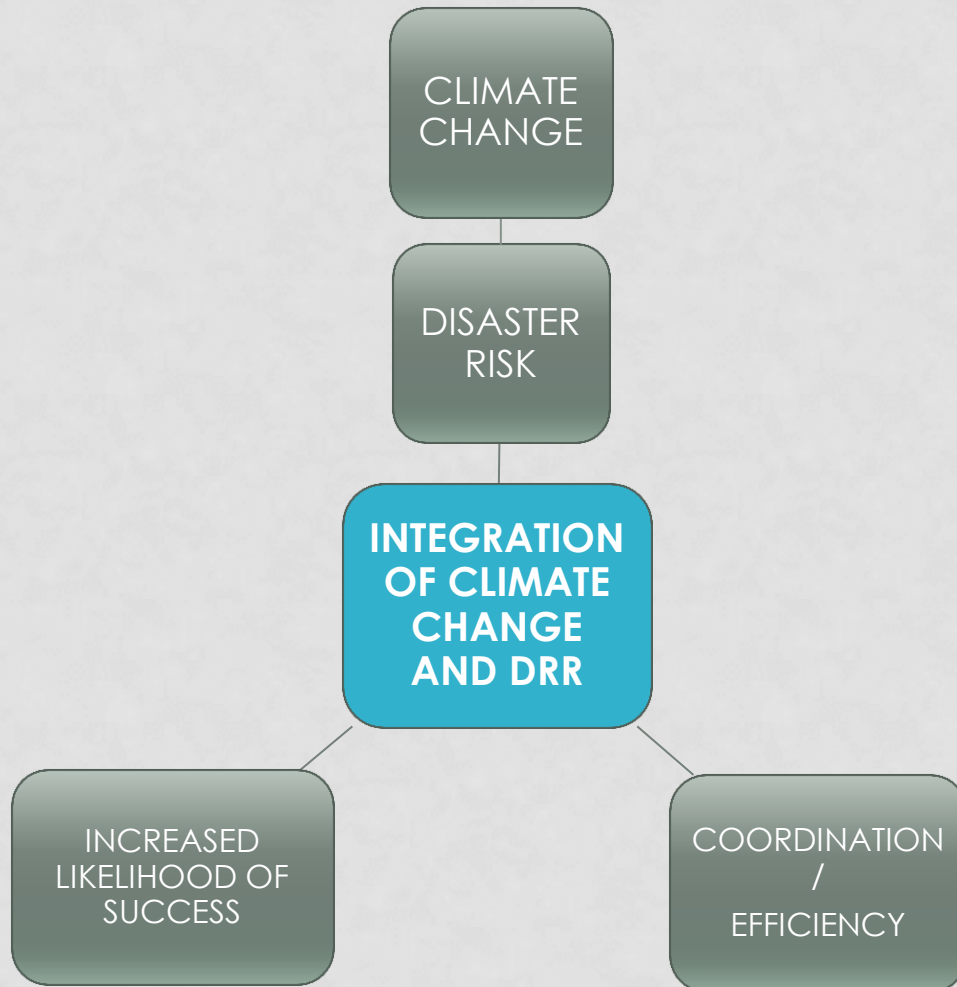 CLIMATE
CHANGE
DISASTER
RISK
INTEGRATION
OF CLIMATE
CHANGE
AND DRR
INCREASED
LIKELIHOOD OF
SUCCESS
COORDINATION
/
EFFICIENCY